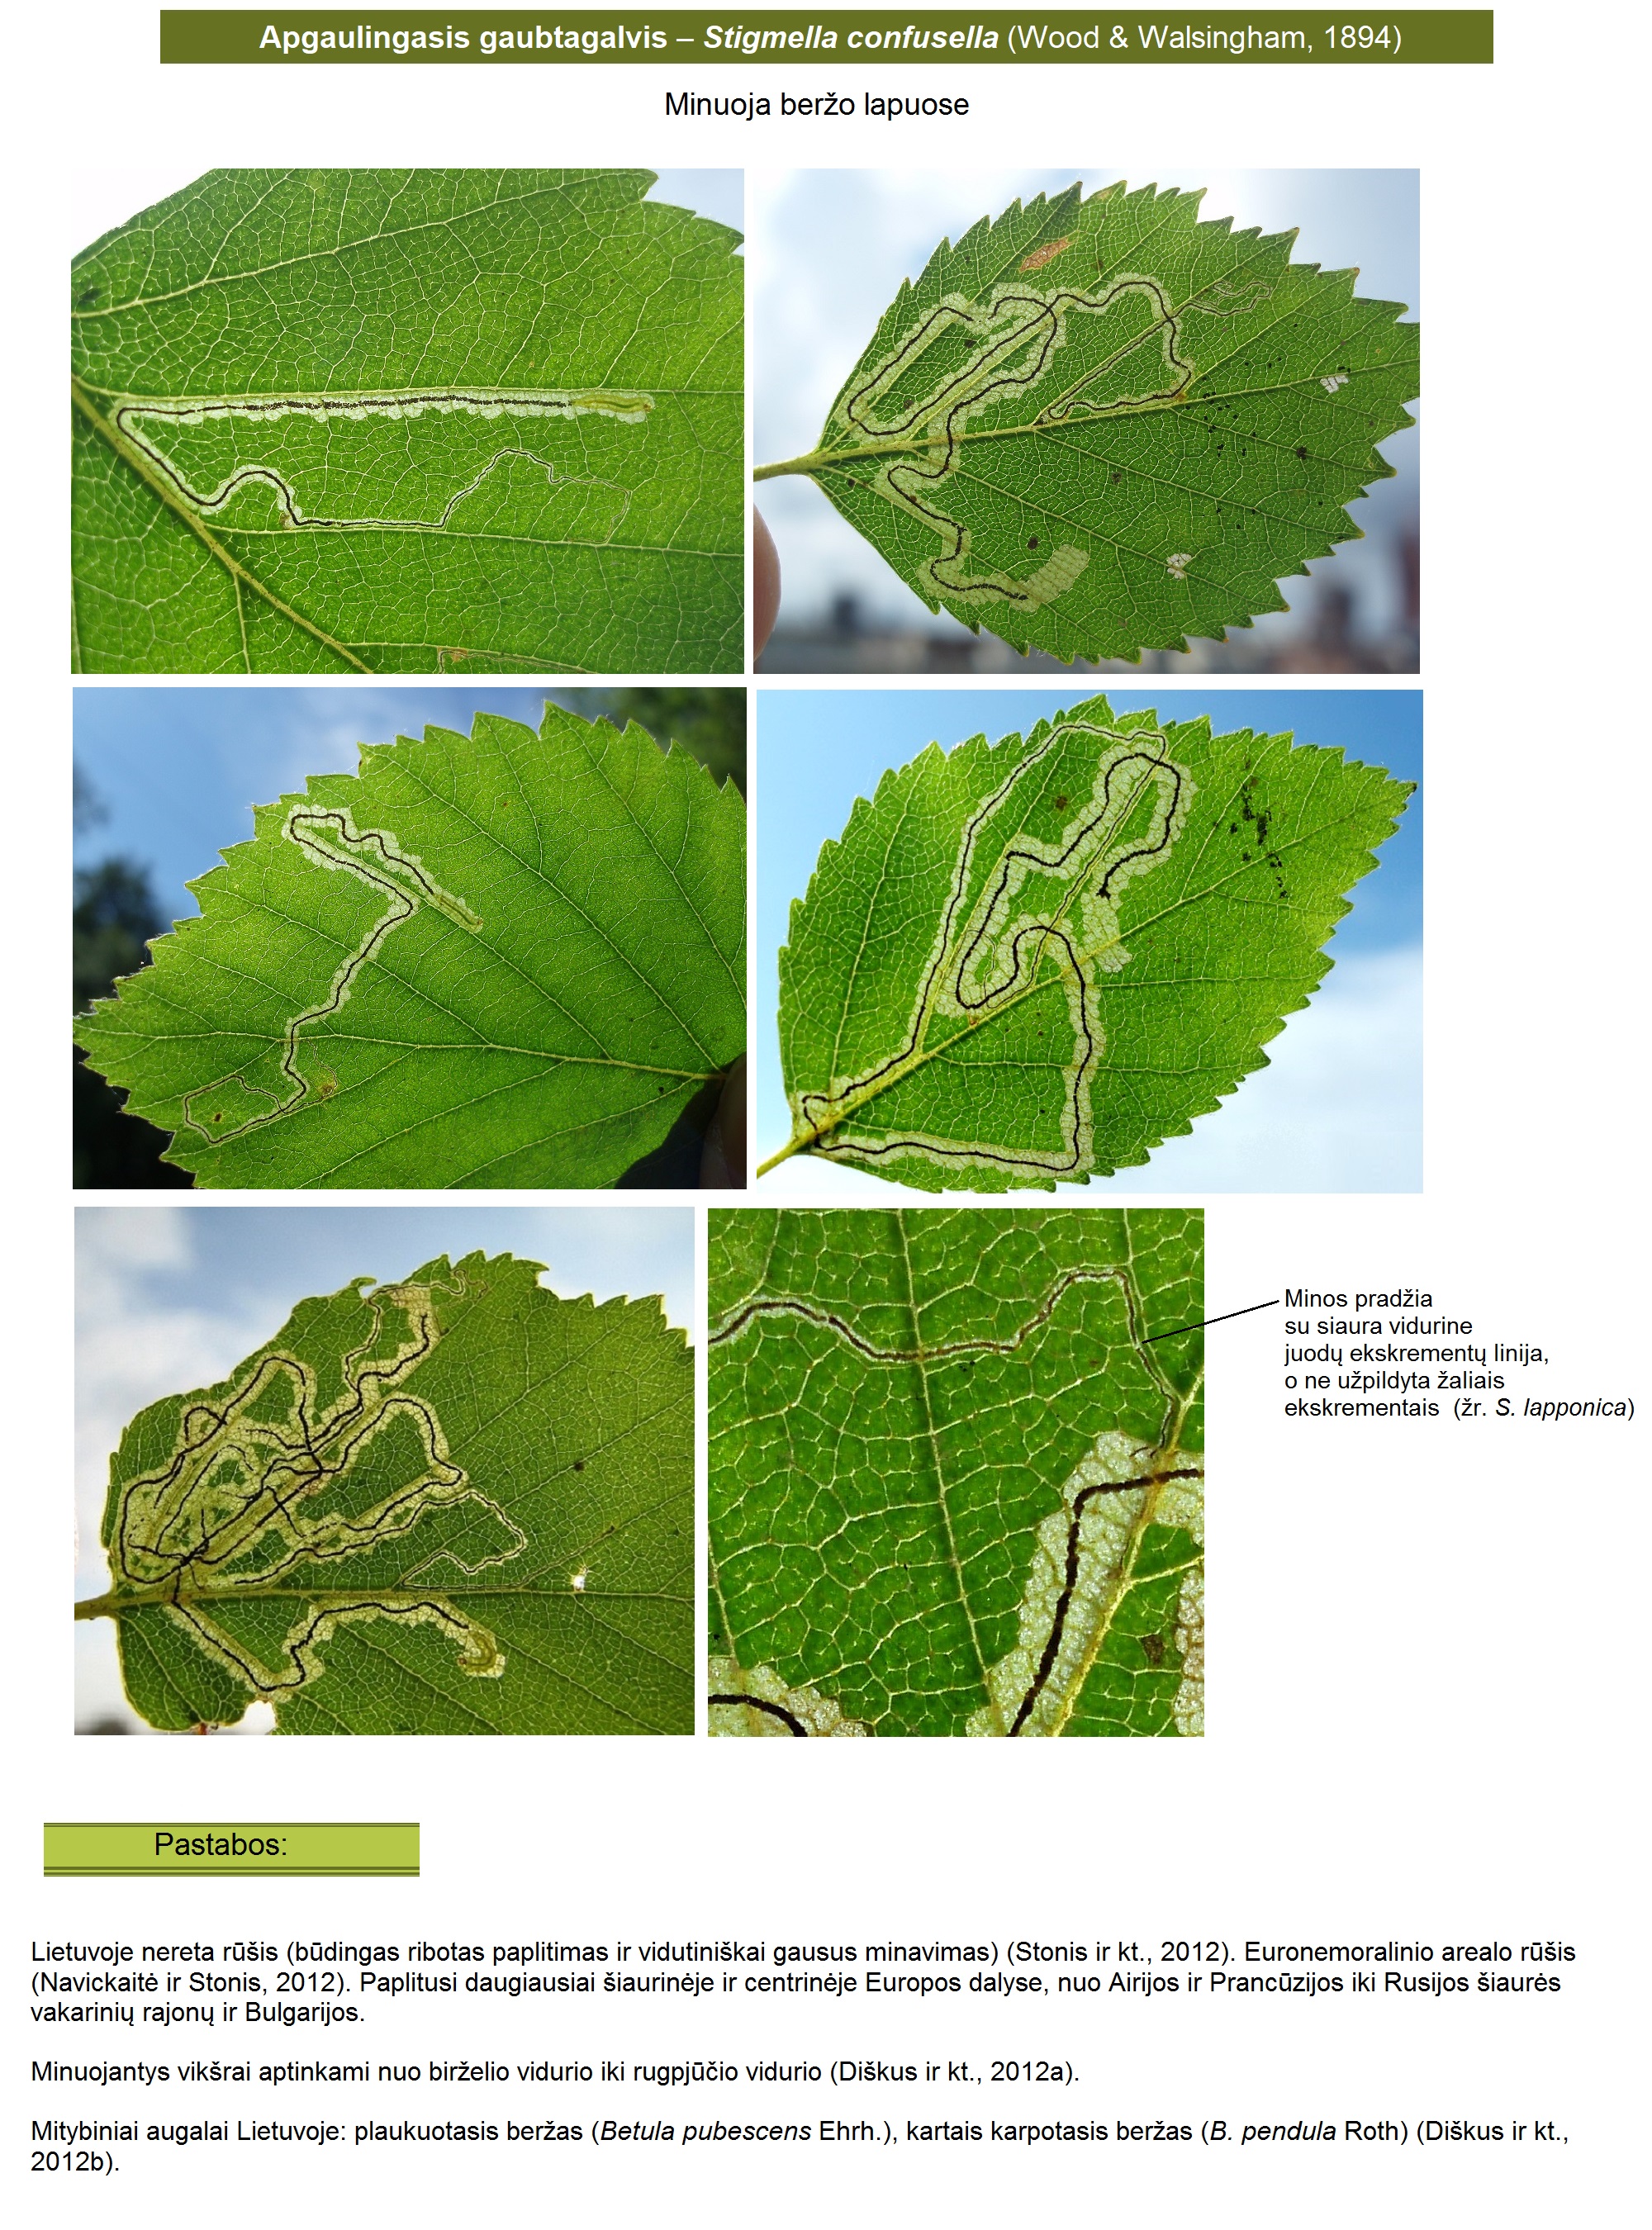 Apgaulingasis gaubtagalvis – Stigmella confusella (Wood & Walsingham, 1894)
Minuoja beržo lapuose
Minos pradžia
su siaura vidurine
juodų ekskrementų linija,
o ne užpildyta žaliais
ekskrementais (žr. S. lapponica)
Pastabos:
Lietuvoje nereta rūšis (būdingas ribotas paplitimas ir vidutiniškai gausus minavimas) (Stonis ir kt., 2012). Euronemoralinio arealo rūšis
(Navickaitė ir Stonis, 2012). Paplitusi daugiausiai šiaurinėje ir centrinėje Europos dalyse, nuo Airijos ir Prancūzijos iki Rusijos šiaurės
vakarinių rajonų ir Bulgarijos.
Minuojantys vikšrai aptinkami nuo birželio vidurio iki rugpjūčio vidurio (Diškus ir kt., 2012a).
Mitybiniai augalai Lietuvoje: plaukuotasis beržas (Betula pubescens Ehrh.), kartais karpotasis beržas (B. pendula Roth) (Diškus ir kt.,
2012b).